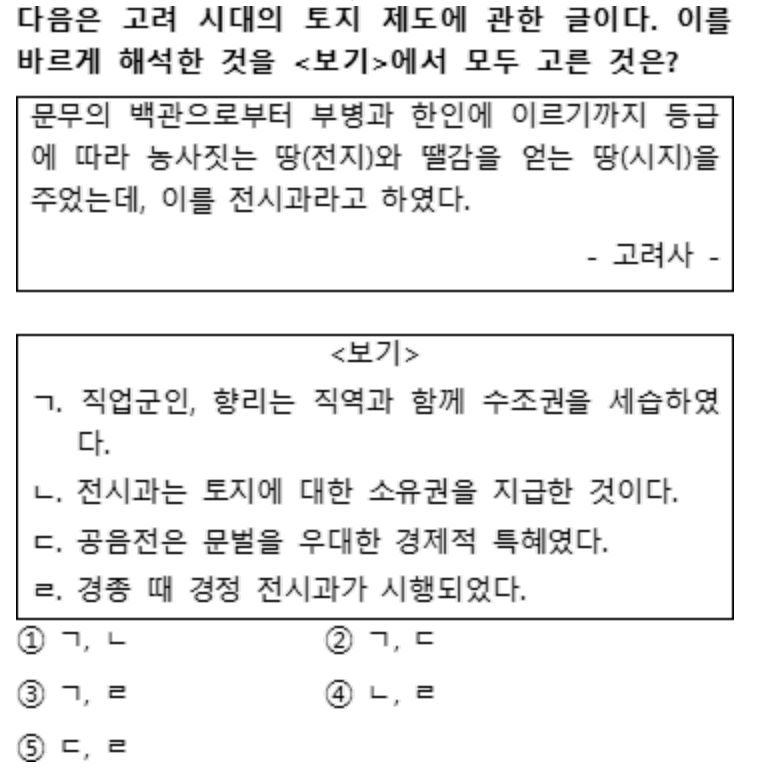 다음은 고려 시대의 토지 제도에 관한 글이다. 이를
바르게 해석한 것을 <보기>에서 모두 고른 것은?
문무의 백관으로부터 부병과 한인에 이르기까지 등급
에 따라 농사짓는 땅(전지)와 땔감을 얻는 땅(시지)을
주었는데, 이를 전시과라고 하였다.
- 고려사 -
<보기>
ㄱ. 직업군인, 향리는 직역과 함께 수조권을 세습하였
다.
ㄴ. 전시과는 토지에 대한 소유권을 지급한 것이다.
ㄷ. 공음전은 문벌을 우대한 경제적 특혜였다.
ㄹ. 경종 때 경정 전시과가 시행되었다.
① ㄱ, ㄴ ② ㄱ, ㄷ
③ ㄱ, ㄹ ④ ㄴ, ㄹ
⑤ ㄷ, ㄹ